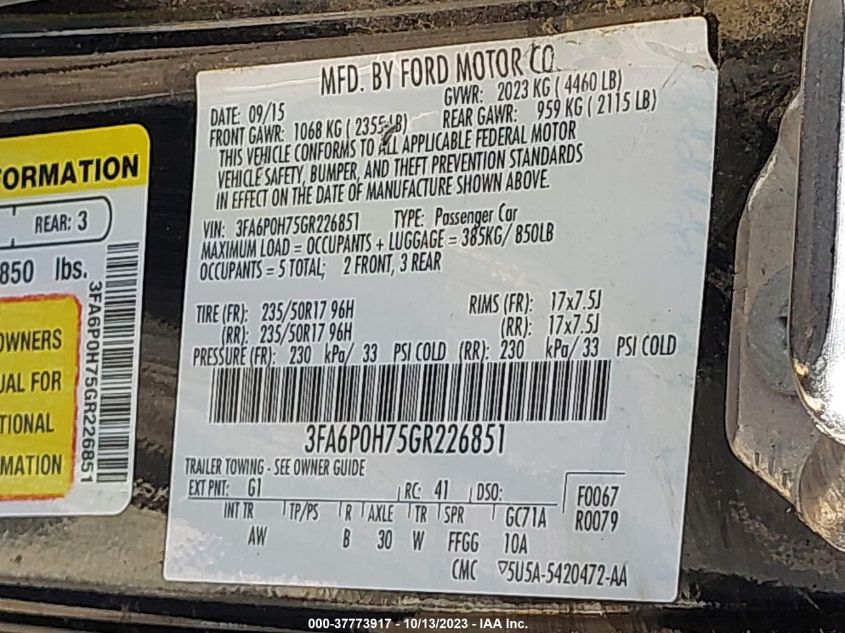 MFD. BY FORD MOTOR CO.
DATE: 09/15 GVWR: 2023 KG ( 4460 LB)
FRONT GAWR: 1068 KG ( 2355 LB) REAR GAWR: 959 KG ( 2115 LB)
THIS VEHICLE CONFORMS TO ALL APPLICABLE FEDERAL MOTOR
VEHICLE SAFETY, BUMPER, AND THEFT PREVENTION STANDARDS
IN EFFECT ON THE DATE OF MANUFACTURE SHOWN ABOVE.
VIN: 3FA6P0H75GR226851 TYPE: Passenger Car
MAXIMUM LOAD = OCCUPANTS + LUGGAGE = 385KG/ 850LB
OCCUPANTS = 5 TOTAL; 2 FRONT, 3 REAR
TIRE (FR): 235/50R17 96H RIMS (FR): 17x7.5J
(RR): 235/50R17 96H (RR): 17x7.5J
PRESSURE (FR): 230 kPa/ 33 PSI COLD (RR): 230 kPa/ 33 PSI COLD
3FA6P0H75GR226851
TRAILER TOWING - SEE OWNER GUIDE
EXT PNT: G1 RC: 41 DSO: F0067
INT TR TP/PS R AXLE TR SPR GC71A R0079
AW B 30 W FFGG 10A
CMC ▽5U5A-5420472-AA
FORMATION
REAR: 3
850 lbs.
OWNERS
UAL FOR
TIONAL
MATION
3FA6P0H75GR226851
000-37773917 - 10/13/2023 - IAA Inc.